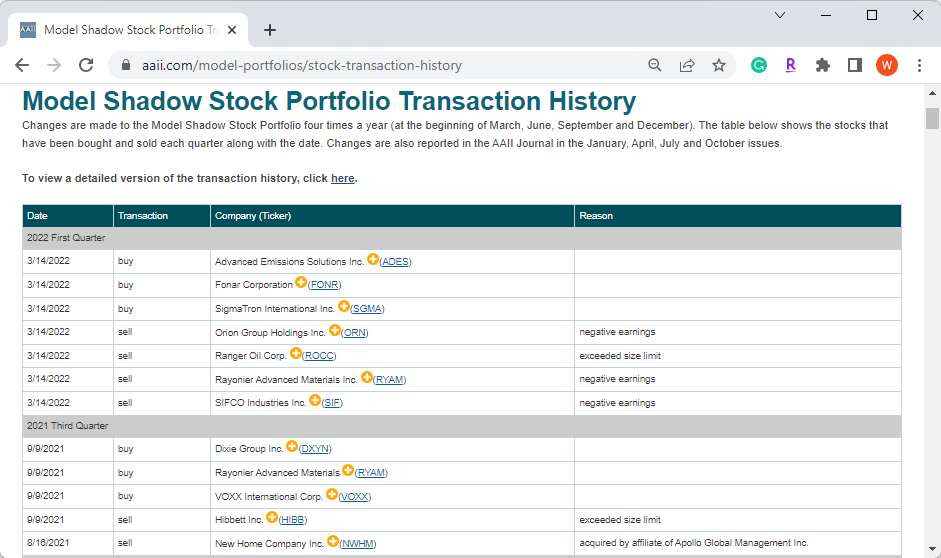 AAII Model Shadow Stock Portfolio Tr
aaii.com/model-portfolios/stock-transaction-history
R W
Model Shadow Stock Portfolio Transaction History
Changes are made to the Model Shadow Stock Portfolio four times a year (at the beginning of March, June, September and December). The table below shows the stocks that
have been bought and sold each quarter along with the date. Changes are also reported in the AAII Journal in the January, April, July and October issues.
To view a detailed version of the transaction history, click here.
Date Transaction Company (Ticker) Reason
2022 First Quarter
3/14/2022 buy Advanced Emissions Solutions Inc. (ADES)
3/14/2022 buy Fonar Corporation (FONR)
3/14/2022 buy SigmaTron International Inc. (SGMA)
3/14/2022 sell Orion Group Holdings Inc. (ORN) negative earnings
3/14/2022 sell Ranger Oil Corp. (ROCC) exceeded size limit
3/14/2022 sell Rayonier Advanced Materials Inc. (RYAM) negative earnings
3/14/2022 sell SIFCO Industries Inc. (SIF) negative earnings
2021 Third Quarter
9/9/2021 buy Dixie Group Inc. (DXYN)
9/9/2021 buy Rayonier Advanced Materials (RYAM)
9/9/2021 buy VOXX International Corp. (VOXX)
9/9/2021 sell Hibbett Inc. (HIBB) exceeded size limit
8/16/2021 sell New Home Company Inc. (NWHM) acquired by affiliate of Apollo Global Management Inc.